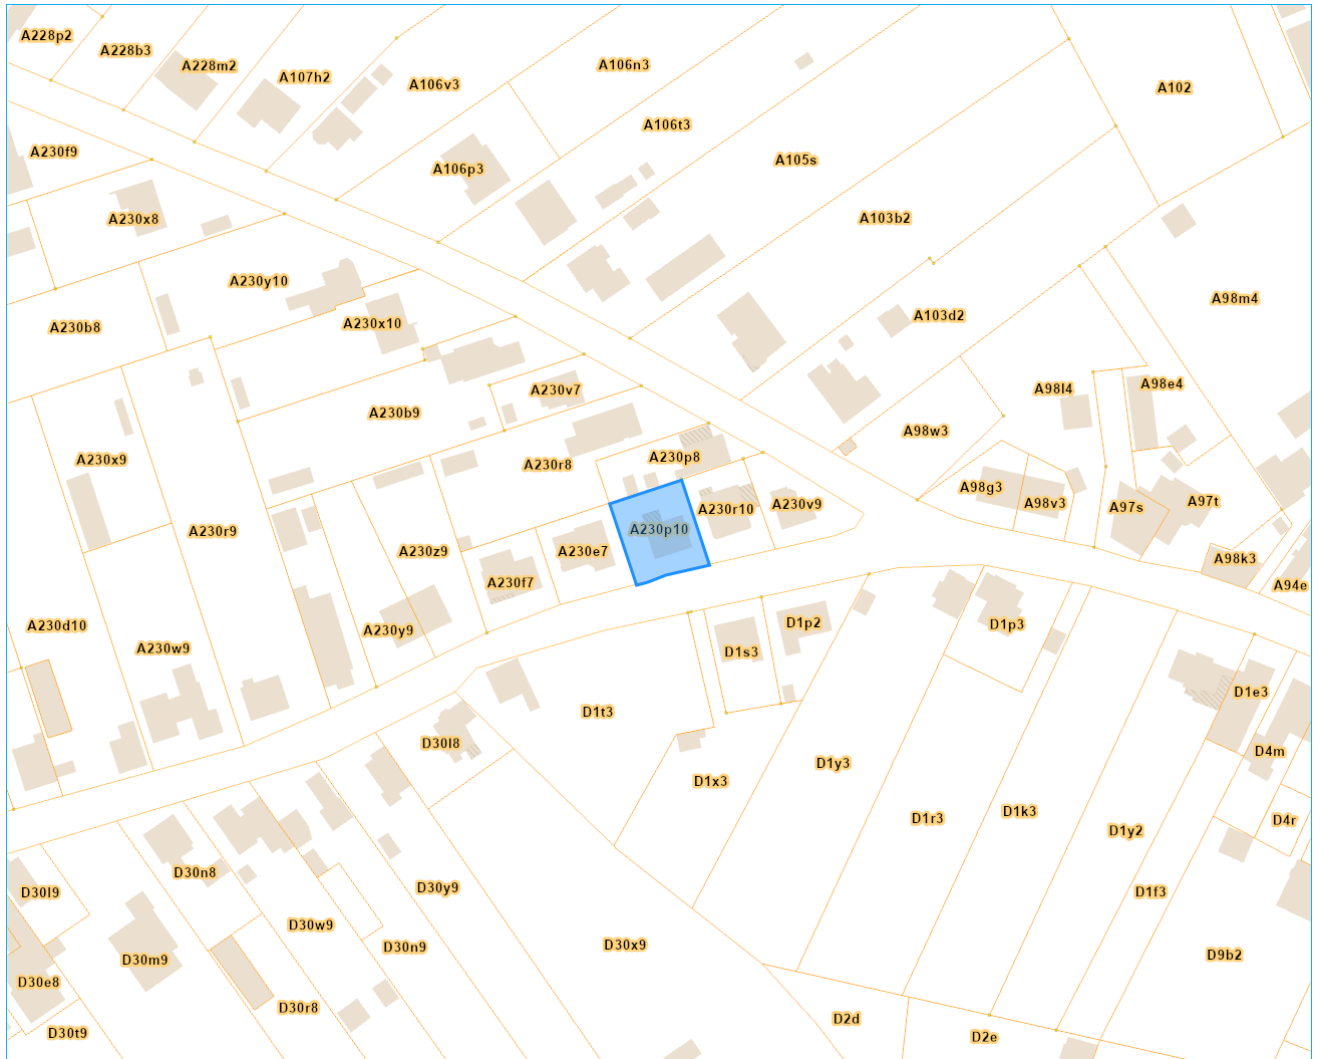 A228p2
A228b3
A228m2
A107h2
A106v3
A106n3
A102
A106t3
A230f9
A105s
A106p3
A230x8
A103b2
A230y10
A98m4
A230b8
A230x10
A103d2
A98l4
A98e4
A230v7
A230b9
A98w3
A230x9
A230r8
A230p8
A98g3
A98v3
A97t
A97s
A230r10
A230v9
A230r9
A230p10
A230z9
A230e7
A98k3
A230f7
A94e
A230d10
A230y9
D1p2
D1p3
A230w9
D1s3
D1e3
D1t3
D30l8
D4m
D1y3
D1x3
D1k3
D1r3
D4r
D1y2
D30n8
D30y9
D30l9
D1f3
D30w9
D30n9
D30x9
D30m9
D9b2
D30e8
D30r8
D2d
D30t9
D2e